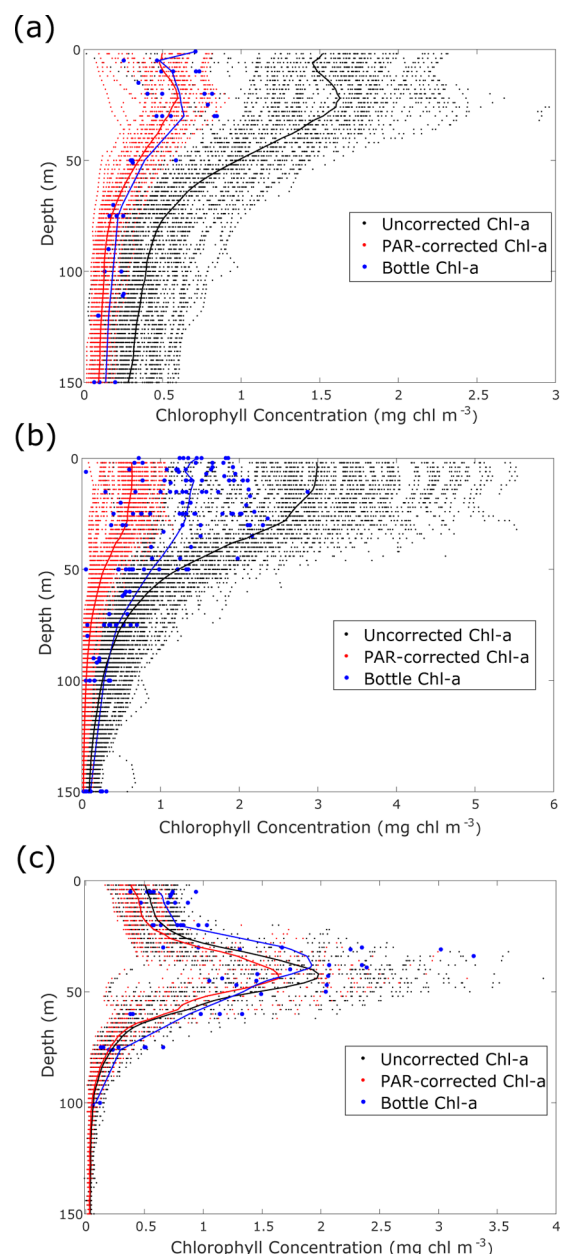 (a)
0
50
100
150
Depth (m)
Uncorrected Chl-a
PAR-corrected Chl-a
Bottle Chl-a
0 0.5 1 1.5 2 2.5 3
Chlorophyll Concentration (mg chl m-3)
(b)
0
50
100
150
Depth (m)
Uncorrected Chl-a
PAR-corrected Chl-a
Bottle Chl-a
0 1 2 3 4 5 6
Chlorophyll Concentration (mg chl m-3)
(c)
0
50
100
150
Depth (m)
Uncorrected Chl-a
PAR-corrected Chl-a
Bottle Chl-a
0 0.5 1 1.5 2 2.5 3 3.5 4
Chlorophyll Concentration (mg chl m-3)